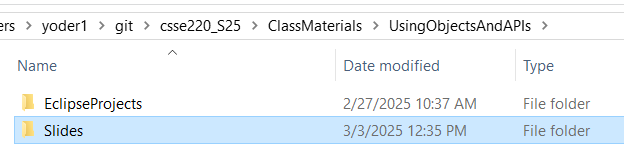 ers > yoder1 > git > csse220_S25 > ClassMaterials > UsingObjectsAndAPIs >
Name Date modified Type
EclipseProjects 2/27/2025 10:37 AM File folder
Slides 3/3/2025 12:35 PM File folder